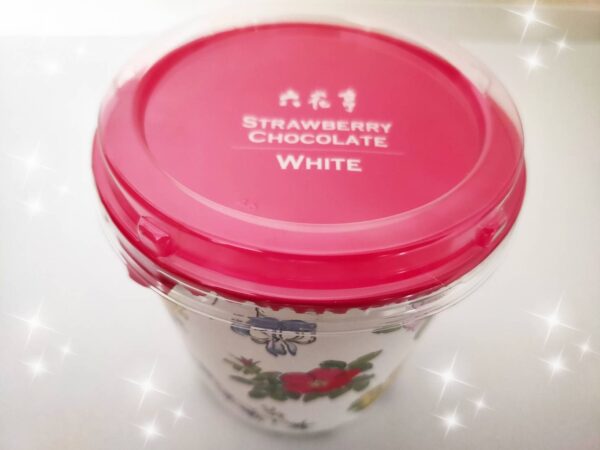 六花亭
STRAWBERRY
CHOCOLATE
WHITE